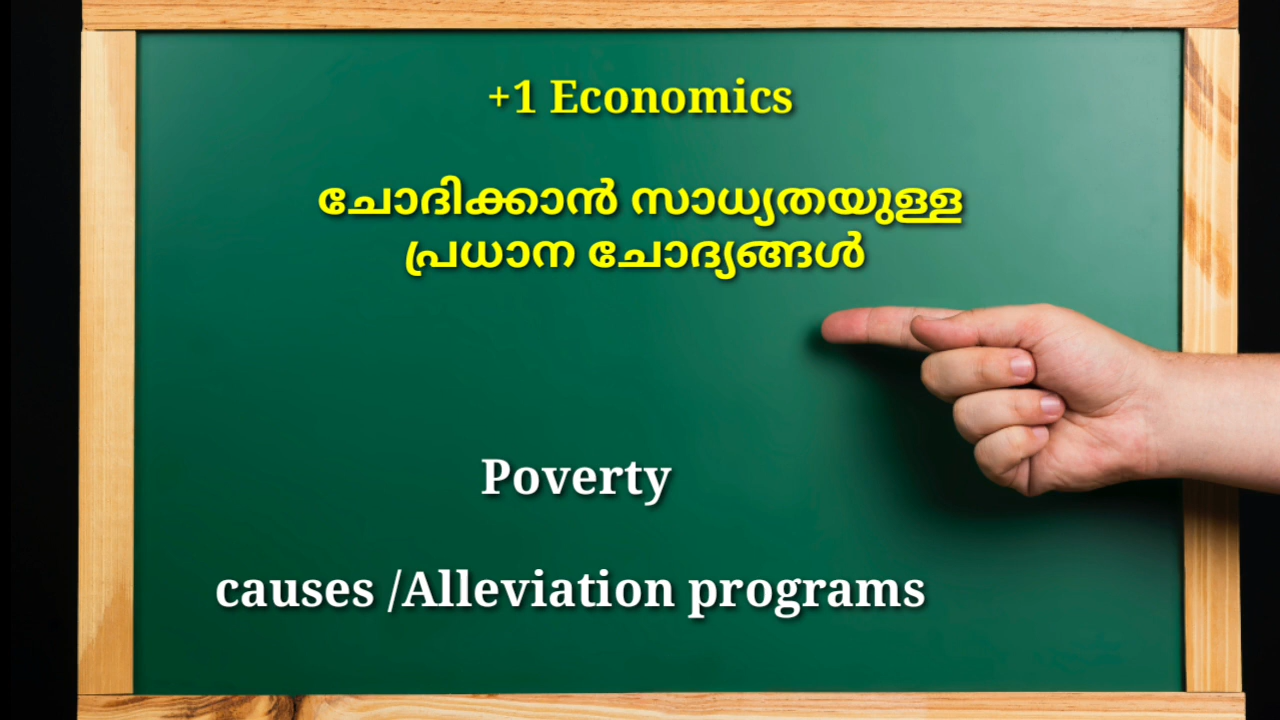 +1 Economics
ചോദിക്കാൻ സാധ്യതയുള്ള
പ്രധാന ചോദ്യങ്ങൾ
Poverty
causes /Alleviation programs